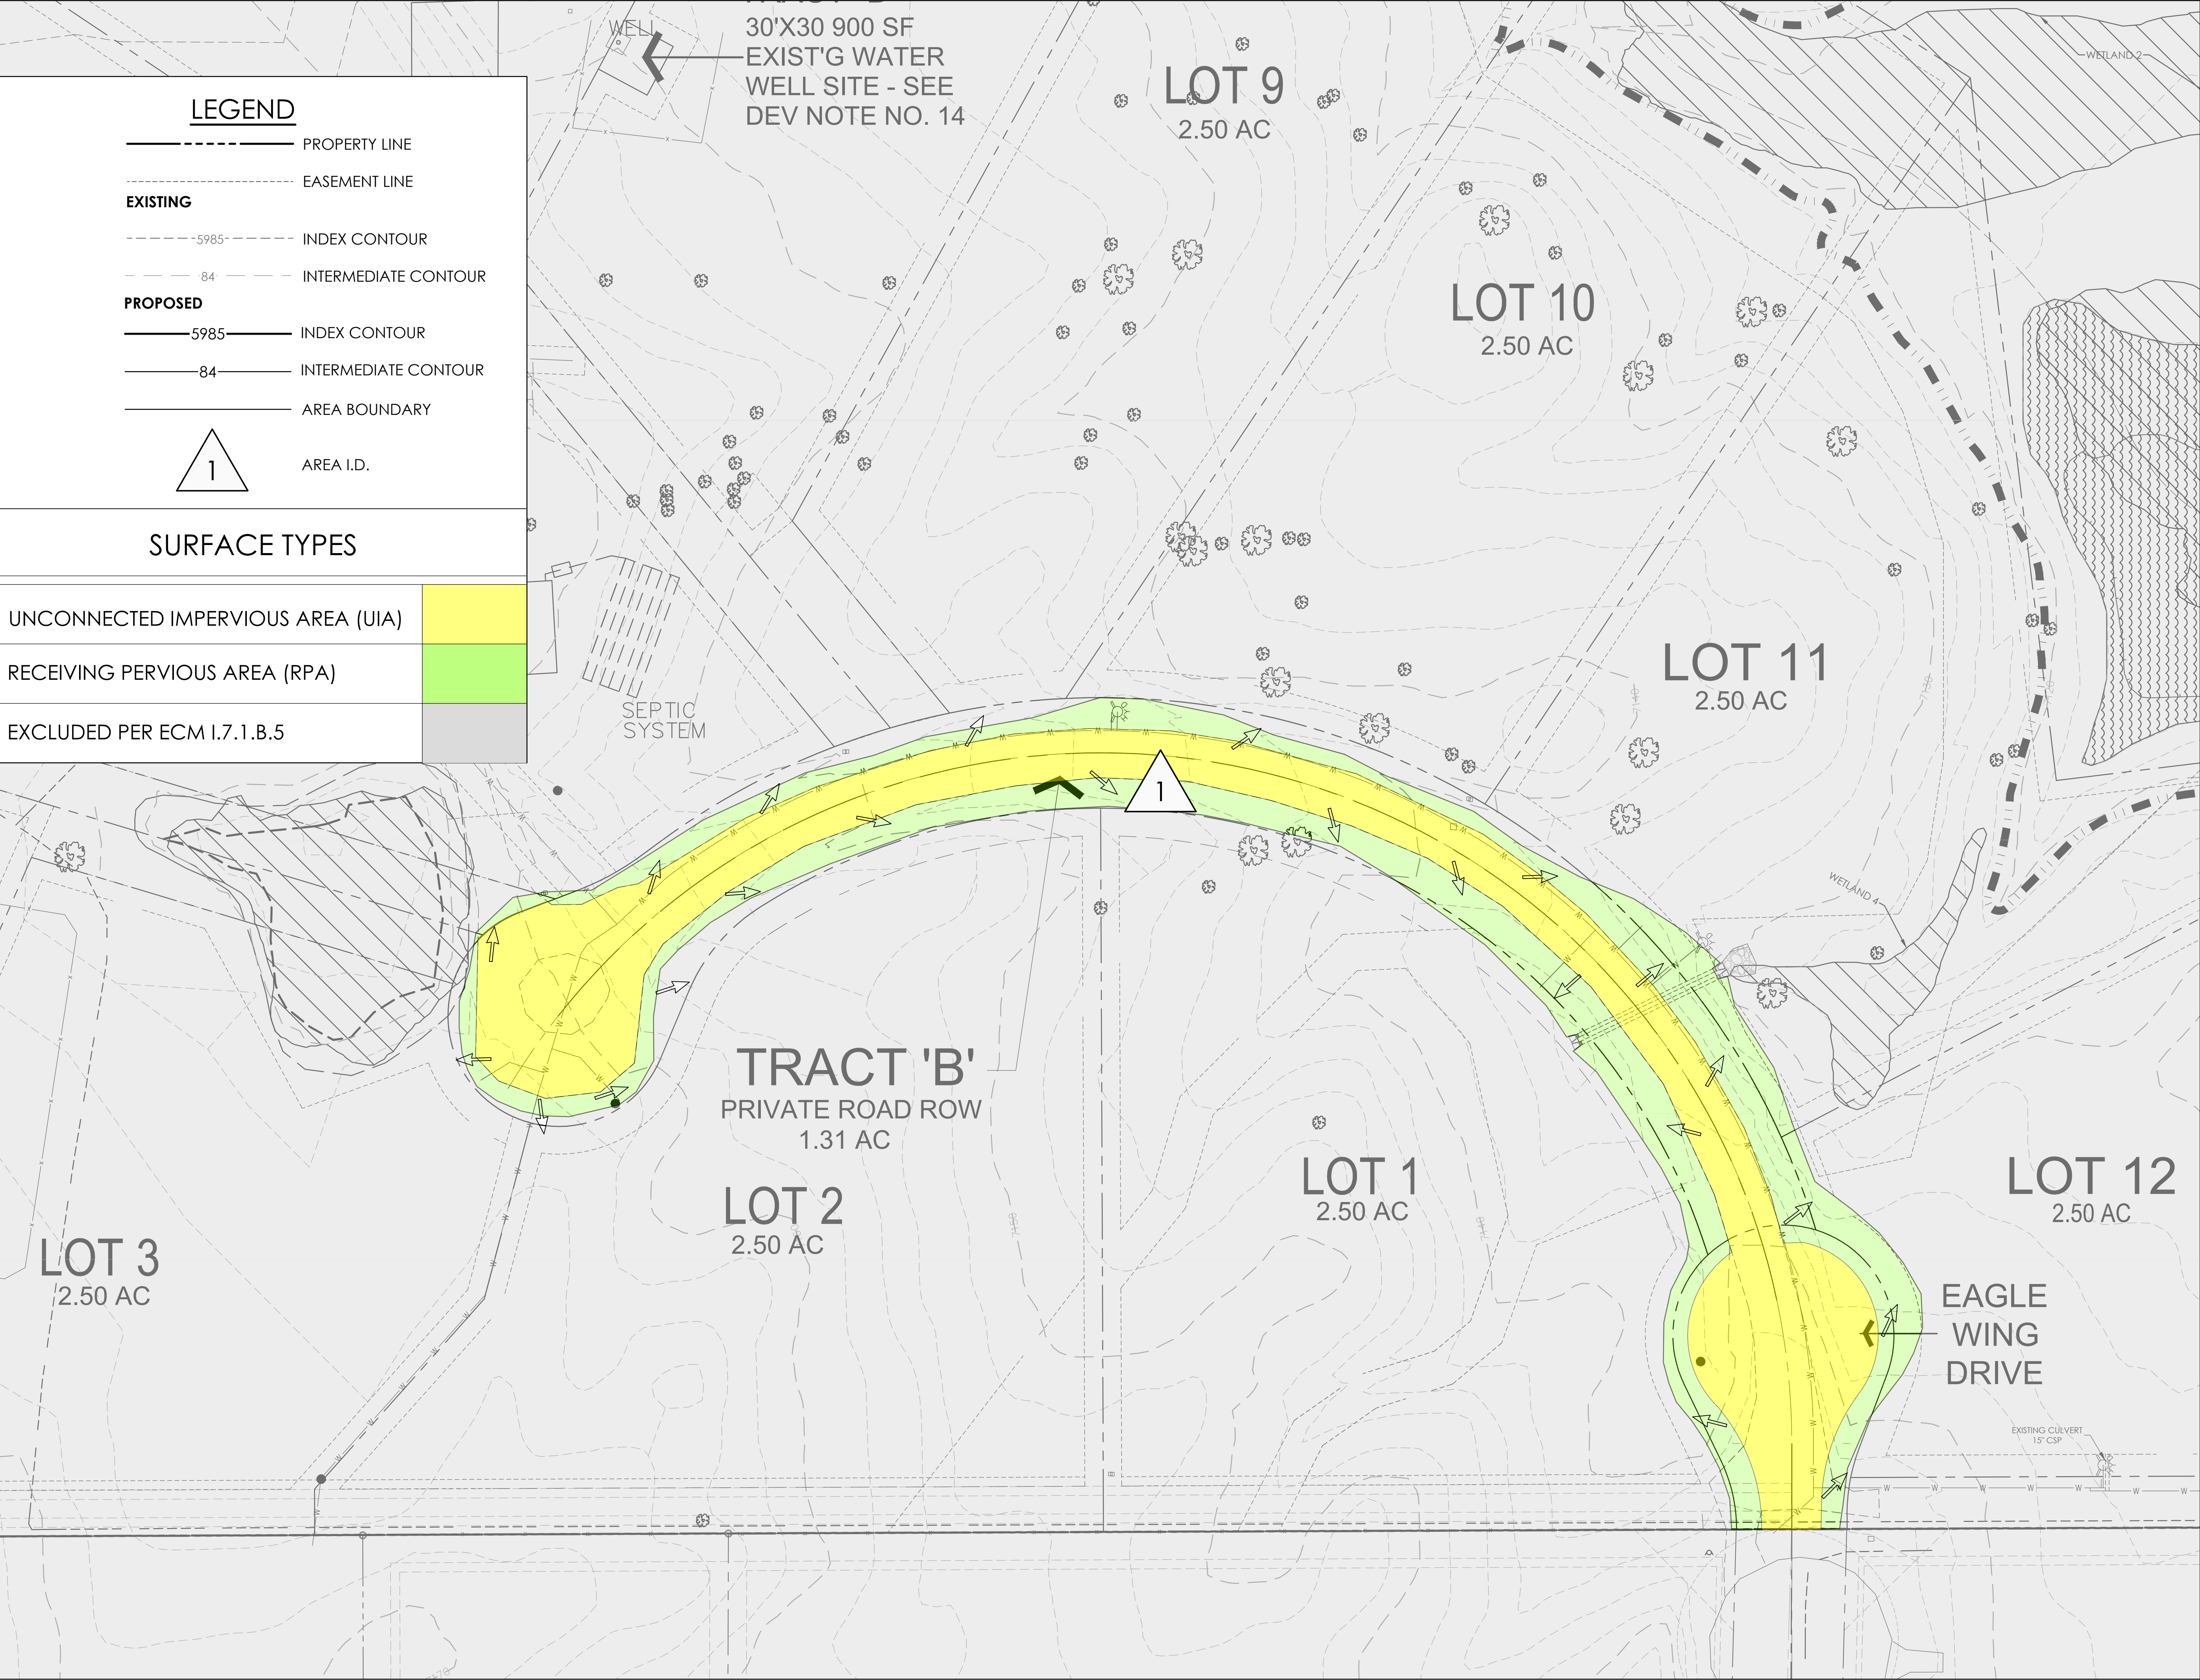 WELL
30'X30 900 SF
EXIST'G WATER
WELL SITE - SEE
DEV NOTE NO. 14
LOT 9
2.50 AC
WETLAND 2
LEGEND
PROPERTY LINE
EASEMENT LINE
EXISTING
5985
INDEX CONTOUR
84
INTERMEDIATE CONTOUR
PROPOSED
5985
INDEX CONTOUR
84
INTERMEDIATE CONTOUR
AREA BOUNDARY
1
AREA I.D.
SURFACE TYPES
UNCONNECTED IMPERVIOUS AREA (UIA)
RECEIVING PERVIOUS AREA (RPA)
EXCLUDED PER ECM I.7.1.B.5
LOT 10
2.50 AC
LOT 11
2.50 AC
SEPTIC
SYSTEM
1
WETLAND 4
TRACT 'B'
PRIVATE ROAD ROW
1.31 AC
LOT 1
2.50 AC
LOT 12
2.50 AC
LOT 2
2.50 AC
LOT 3
2.50 AC
EAGLE
WING
DRIVE
EXISTING CULVERT
15" CSP